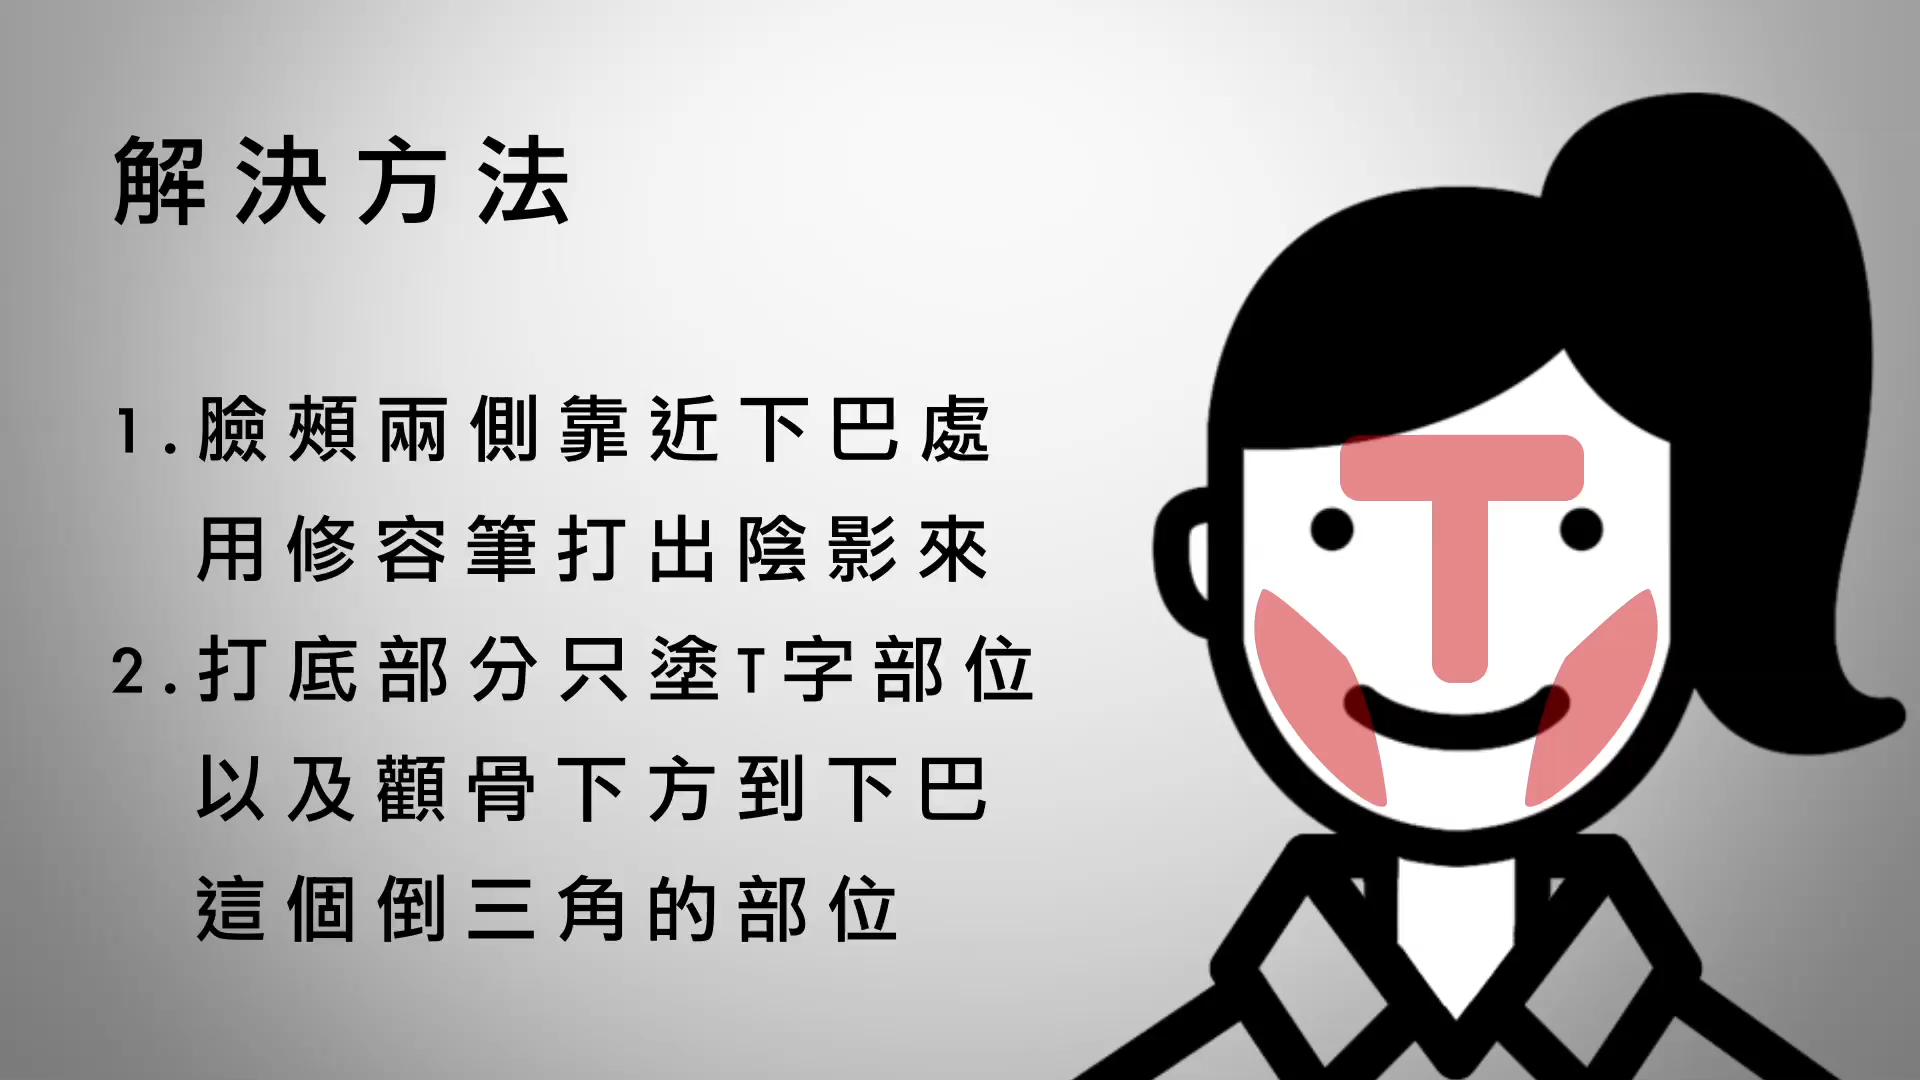 解決方法
1.臉頰兩側靠近下巴處
用修容筆打出陰影來
2.打底部分只塗T字部位
以及顴骨下方到下巴
這個倒三角的部位